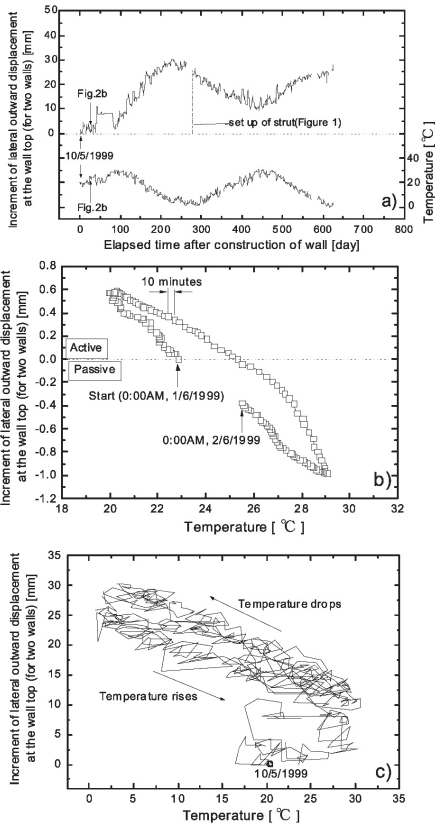 Increment of lateral outward displacement
at the wall top (for two walls) [mm]
60
50
40
30
20
10
0
Fig.2b
10/5/1999
Fig.2b
set up of strut(Figure 1)
40
20
0
Temperature [℃]
a)
-100 0 100 200 300 400 500 600 700 800
Elapsed time after construction of wall [day]
Increment of lateral outward displacement
at the wall top (for two walls) [mm]
0.8
0.6
0.4
0.2
0.0
-0.2
-0.4
-0.6
-0.8
-1.0
-1.2
10 minutes
Active
Passive
Start (0:00AM, 1/6/1999)
0:00AM, 2/6/1999
b)
18 20 22 24 26 28 30 32
Temperature [ ℃ ]
Increment of lateral outward displacement
at the wall top (for two walls) [mm]
35
30
25
20
15
10
5
0
Temperature drops
Temperature rises
10/5/1999
c)
0 5 10 15 20 25 30 35
Temperature [ ℃ ]